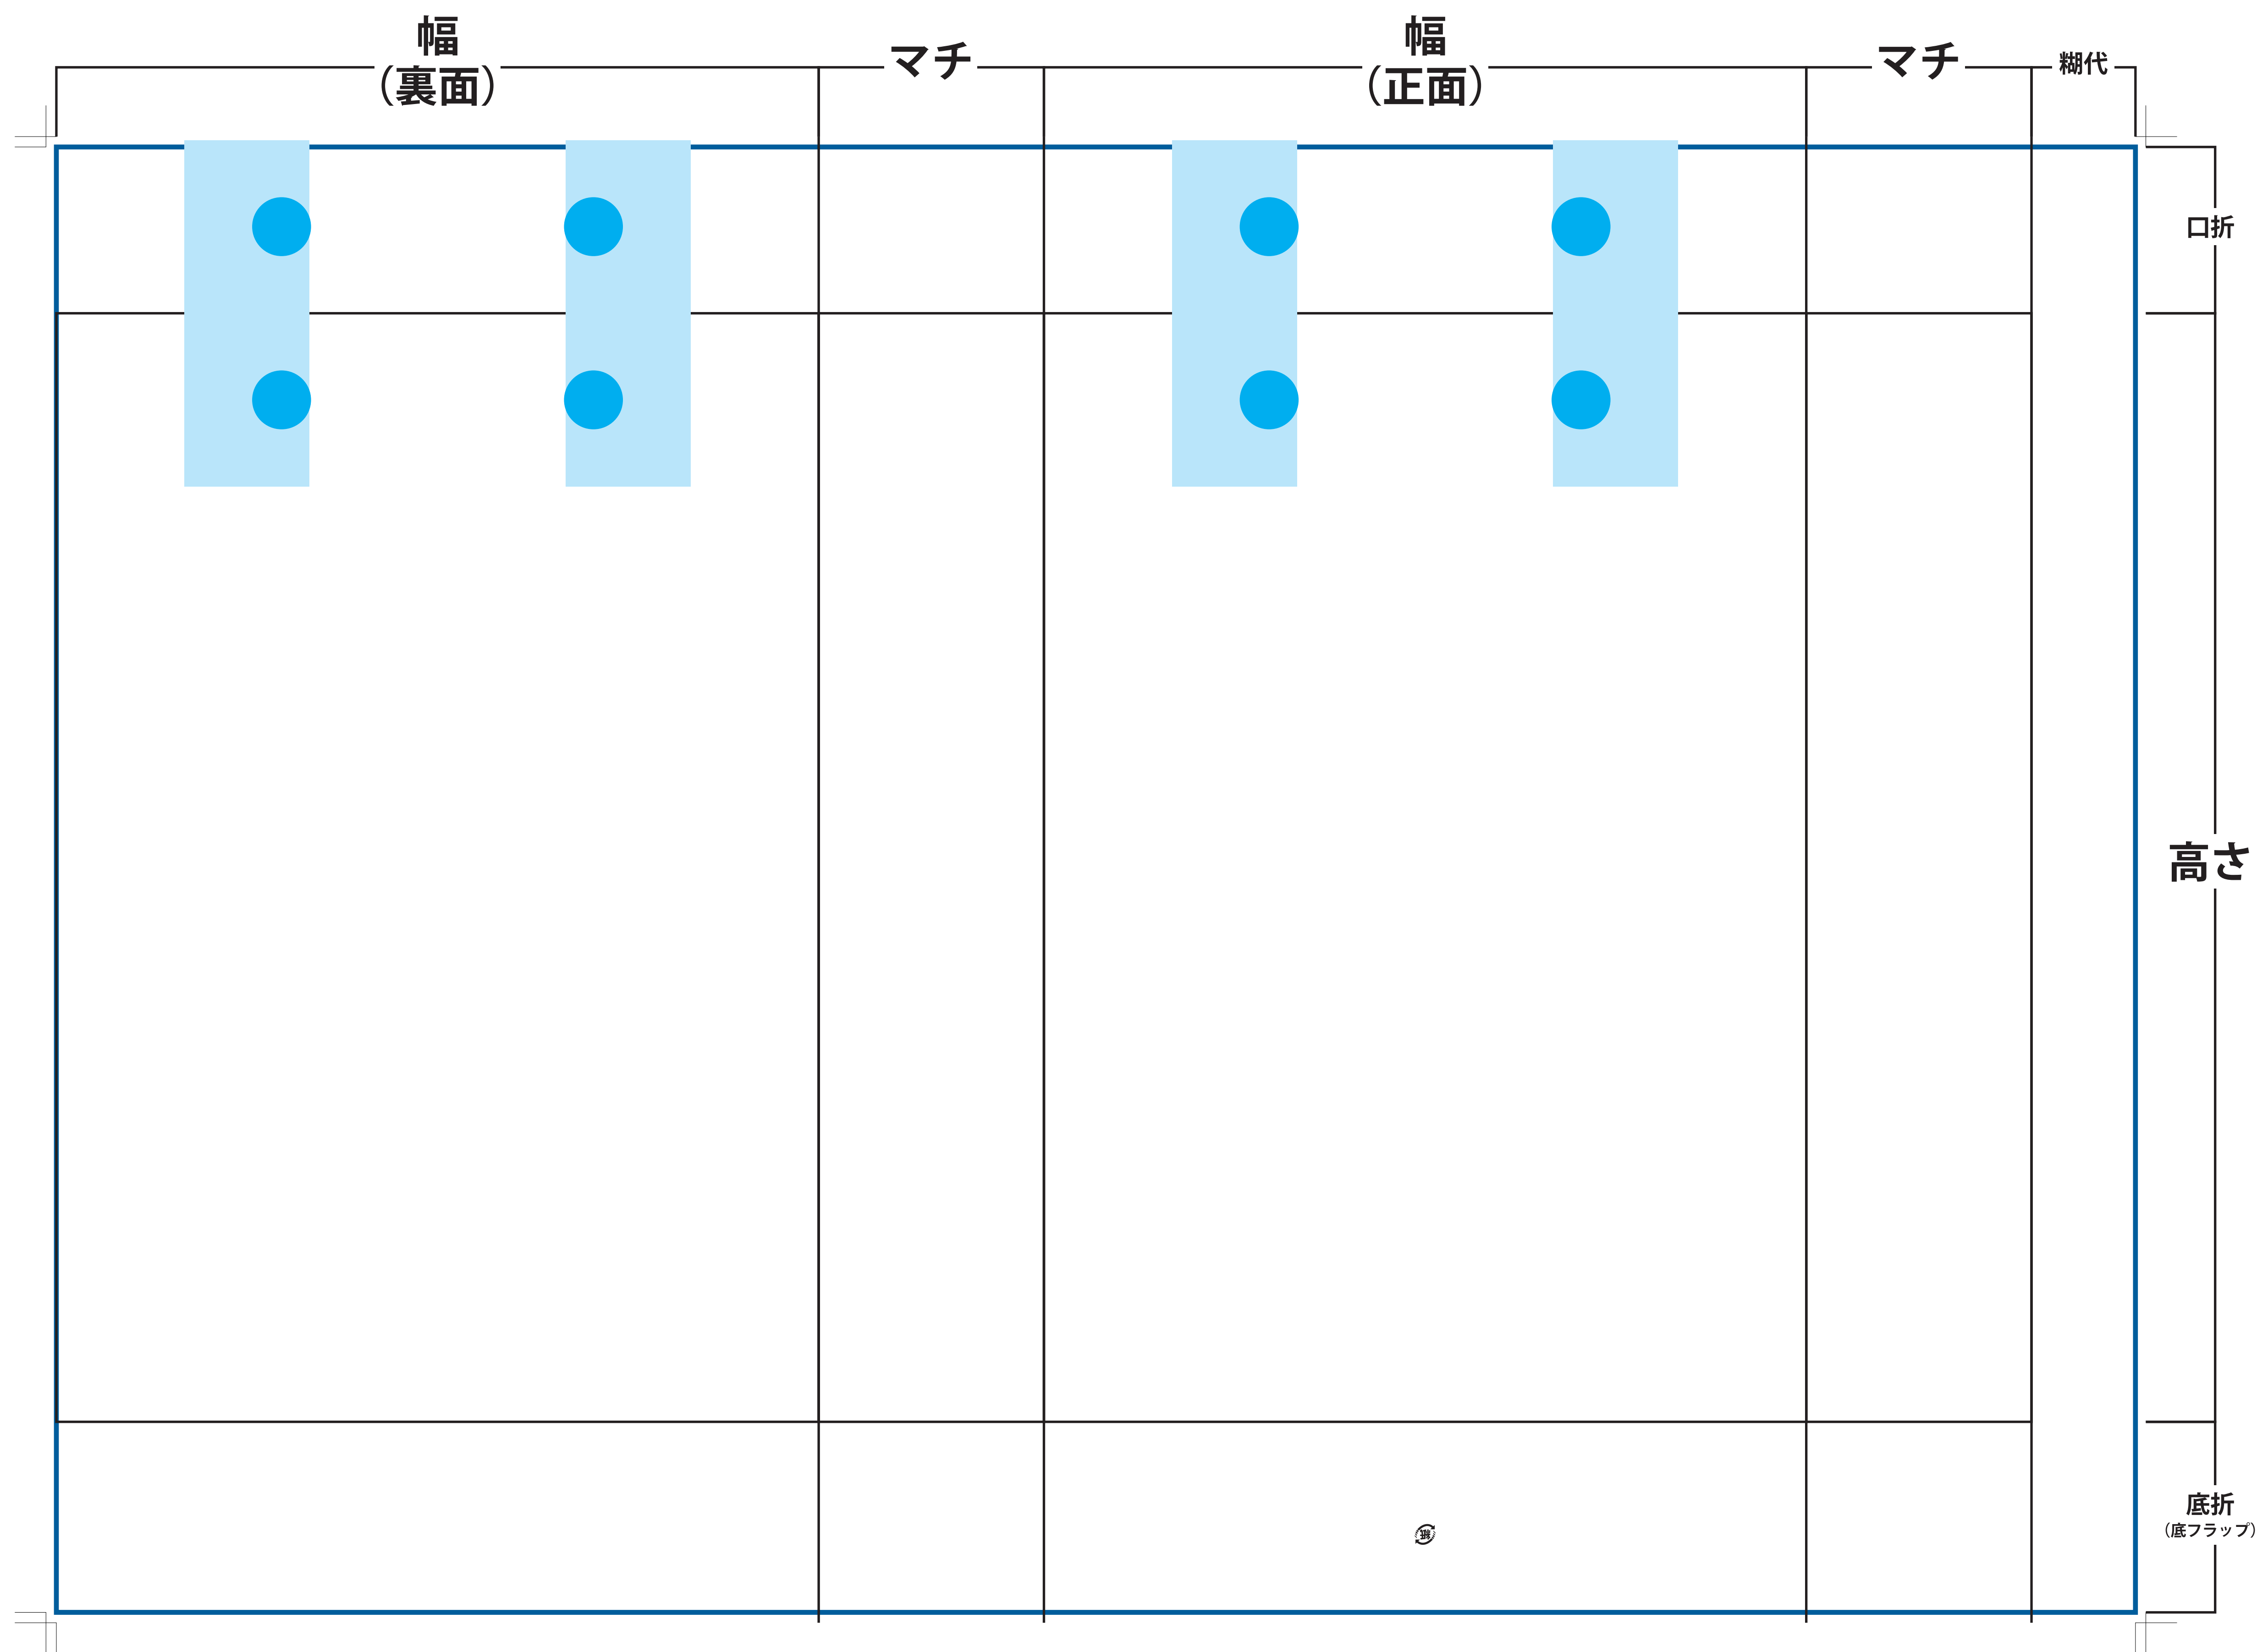 幅
（裏面）
マチ
幅
（正面）
マチ
糊代
口折
高さ
底折
（底フラップ）
紙